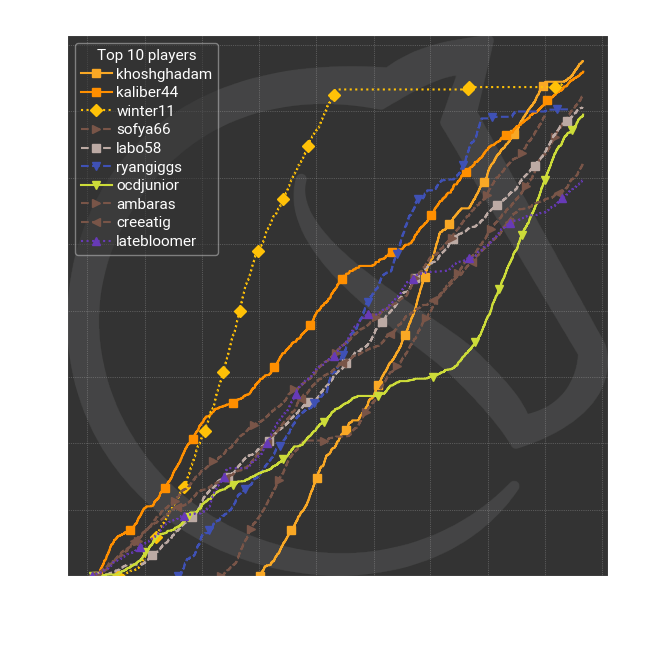 Top 10 players
khoshghadam
kaliber44
winter11
sofya66
labo58
ryangiggs
ocdjunior
ambaras
creeatig
latebloomer